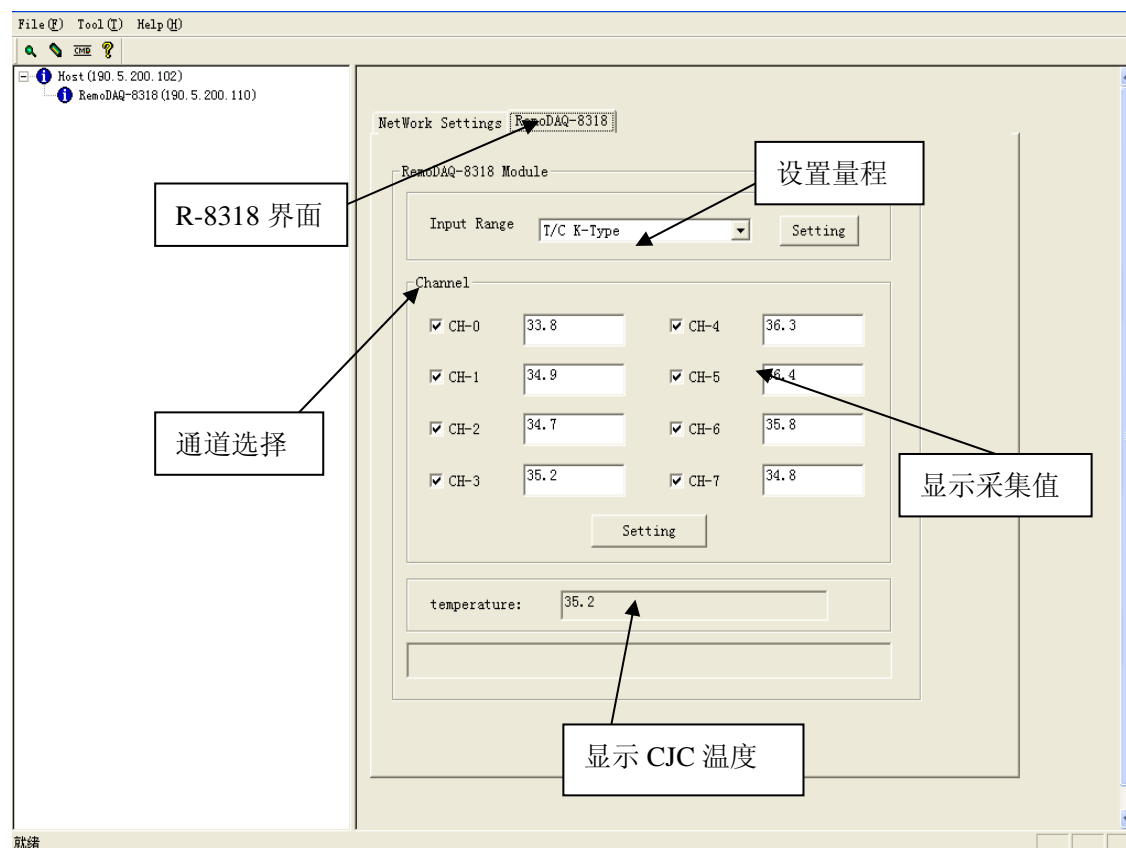 File(F) Tool(T) Help(H)
CMD
Host(190.5.200.102)
RemoDAQ-8318(190.5.200.110)
NetWork Settings
RemoDAQ-8318
RemoDAQ-8318 Module
设置量程
R-8318 界面
Input Range
T/C K-Type
Setting
Channel
CH-0 33.8 CH-4 36.3
CH-1 34.9 CH-5 36.4
CH-2 34.7 CH-6 35.8
CH-3 35.2 CH-7 34.8
通道选择
显示采集值
Setting
temperature: 35.2
显示 CJC 温度
就绪